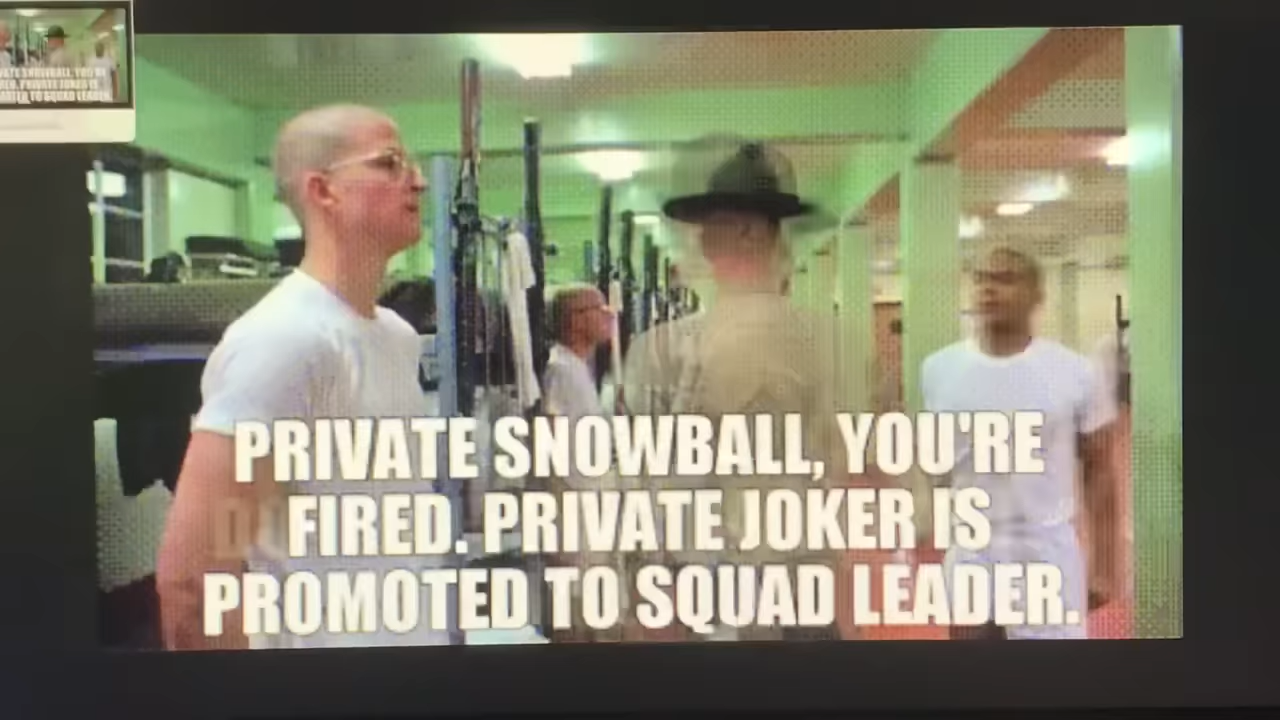 PRIVATE SNOWBALL, YOU'RE
FIRED. PRIVATE JOKER IS
PROMOTED TO SQUAD LEADER.